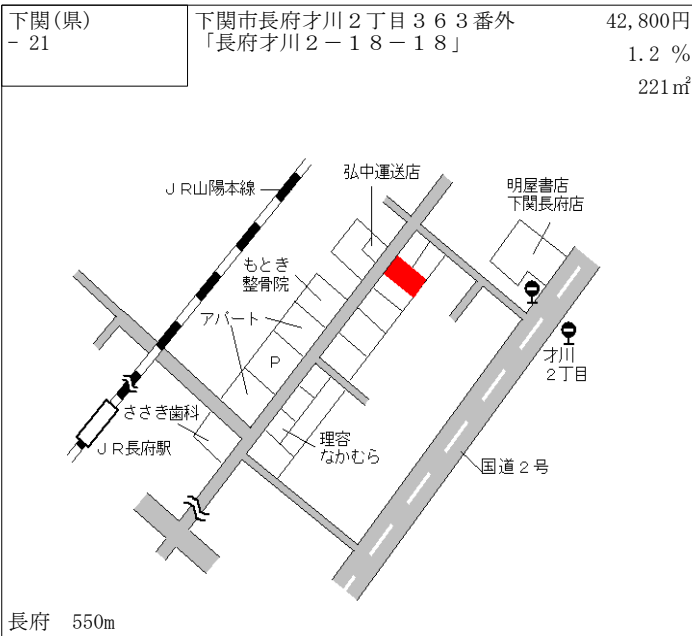 下関(県)
- 21
下関市長府才川２丁目３６３番外
「長府才川２－１８－１８」
42,800円
1.2 %
221㎡
弘中運送店
ＪＲ山陽本線
明屋書店
下関長府店
もとき
整骨院
アパート
P
才川
２丁目
ささぎ歯科
ＪＲ長府駅
理容
なかむら
国道２号
長府 550m